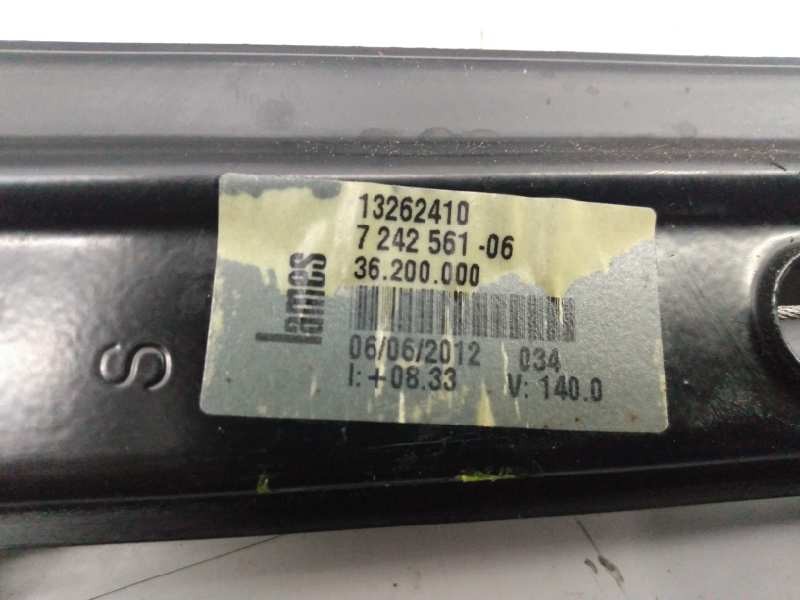 13262410
7 242 561 -06
36.200.000
Lames
06/06/2012 034
I: +08.33 V: 140.0
S